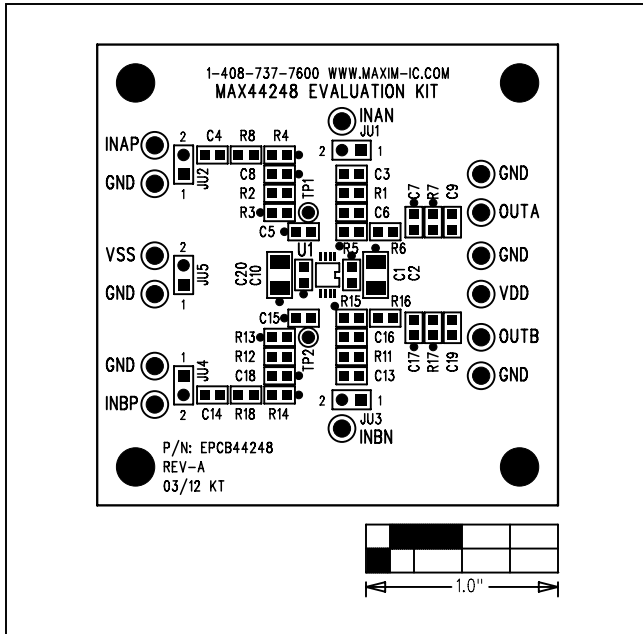 1-408-737-7600 WWW.MAXIM-IC.COM
MAX44248 EVALUATION KIT
INAN
JU1
2 1
INAP
2
1
JU2
GND
C4 R8 R4
C8
R2
R3
TP1
C5
C3
R1
C6
R5
R6
C7 R7 C9
GND
OUTA
VSS
2
JU5
1
GND
U1
C20
C10
C1
C2
GND
VDD
C15
R15
R16
R13
R12
C18
TP2
C16
R11
C13
C17 R17 C19
OUTB
GND
GND
1
JU4
2
INBP
C14 R18 R14
2 1
JU3
INBN
P/N: EPCB44248
REV-A
03/12 KT
1.0"